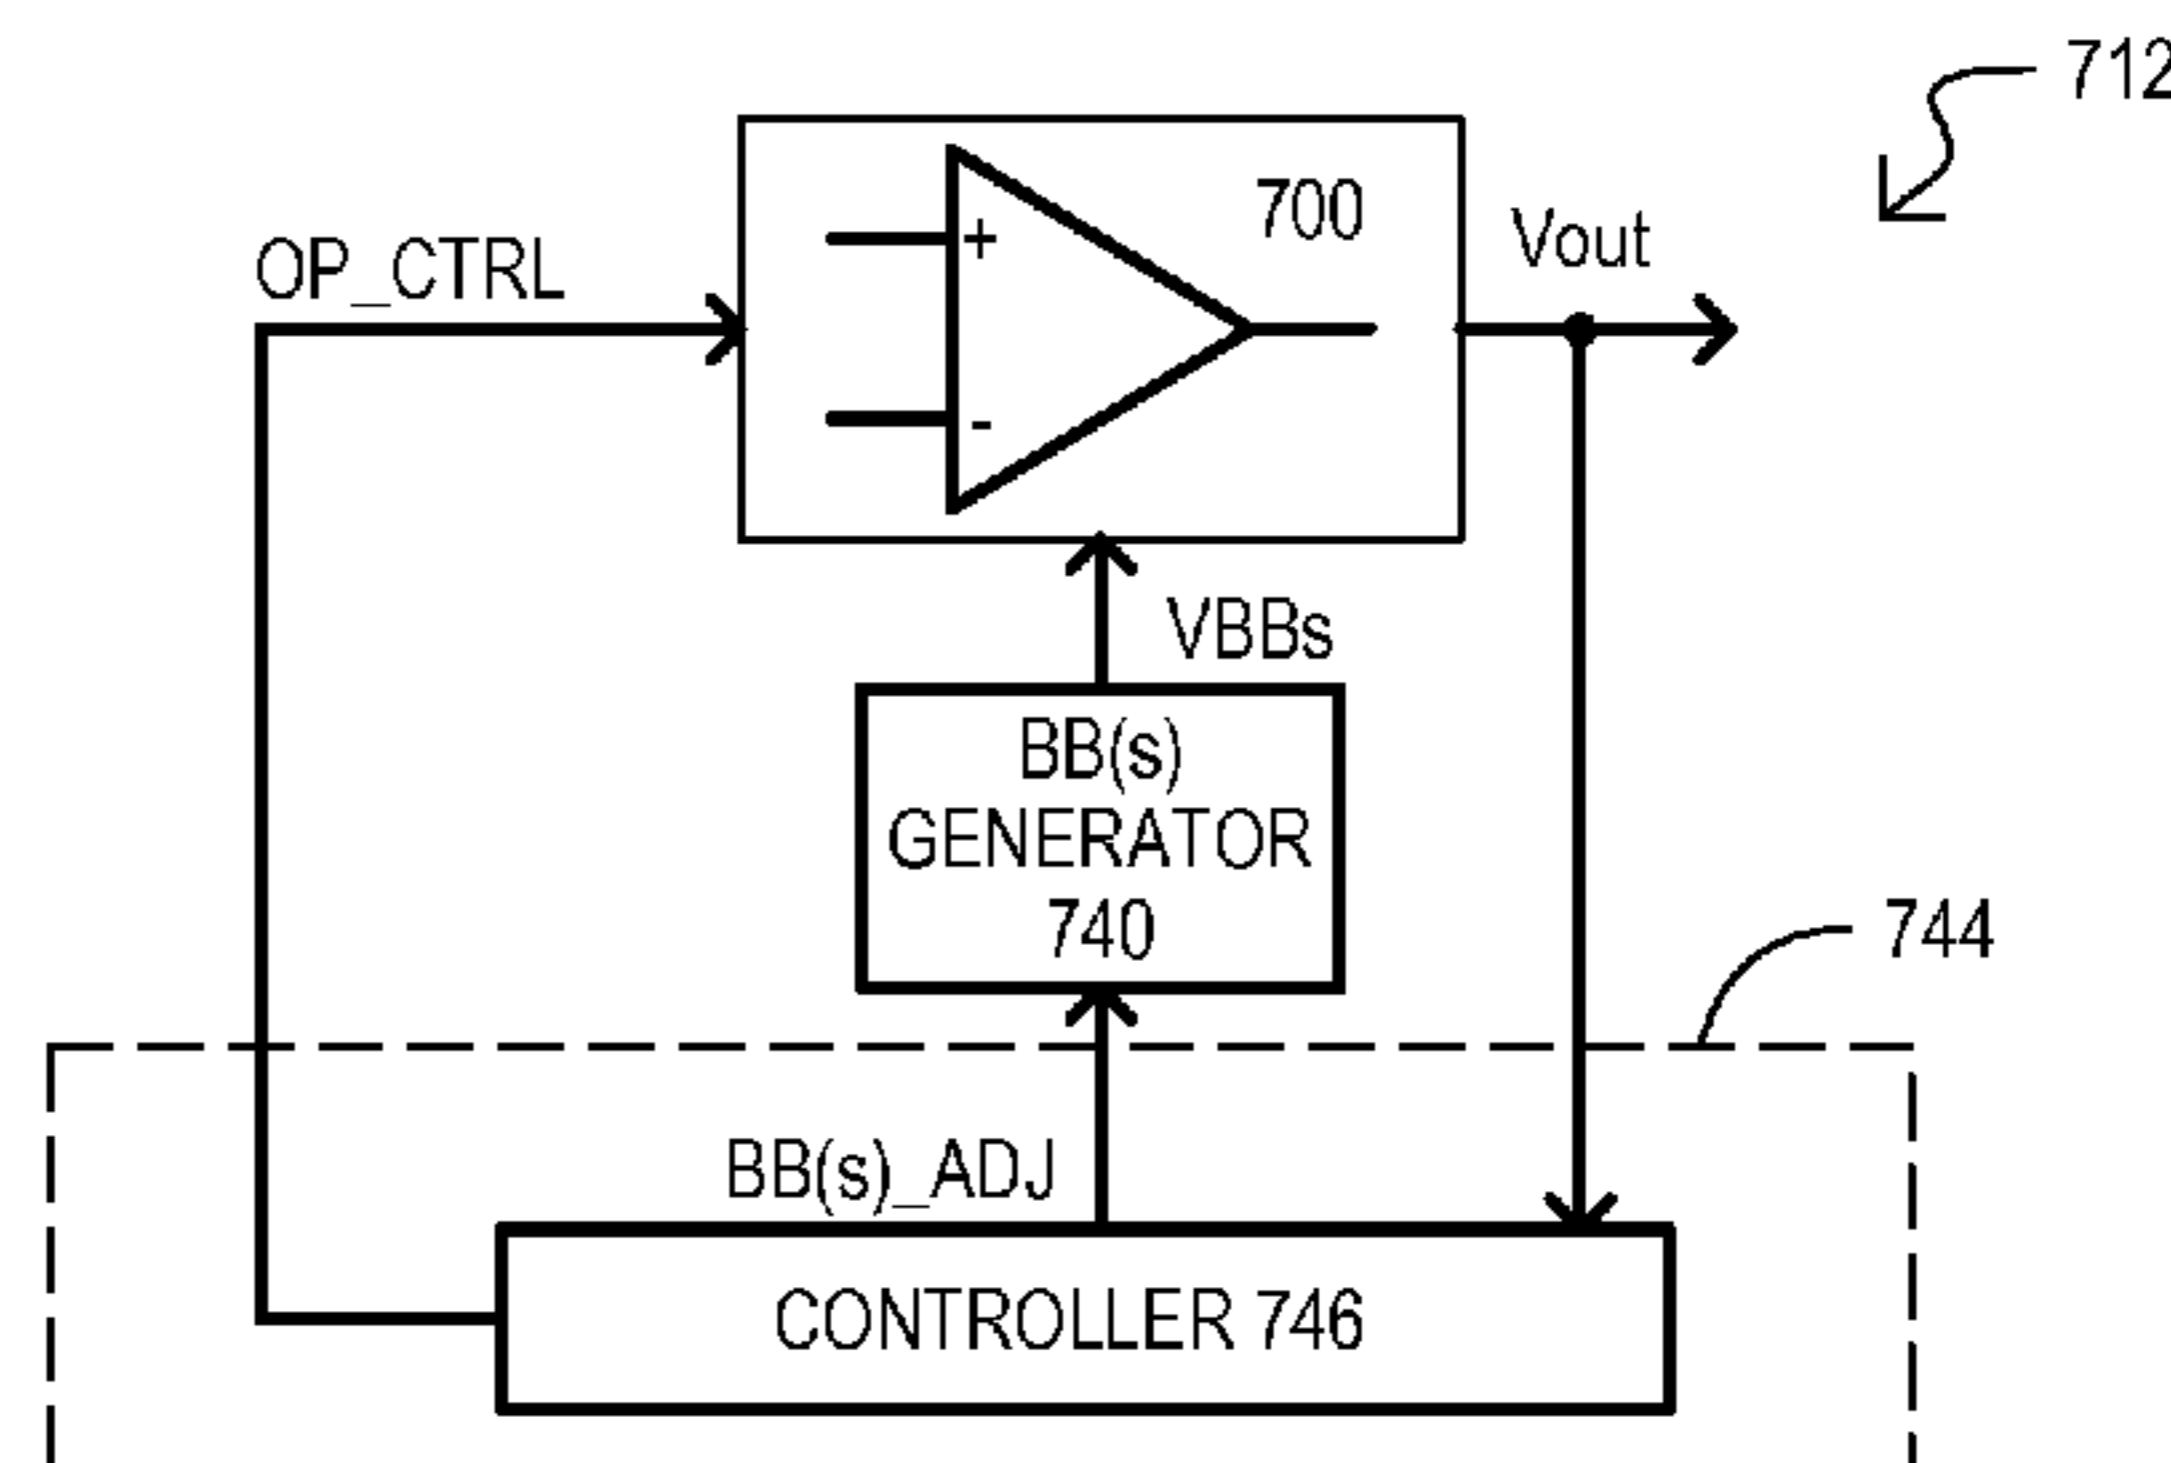 712
700
Vout
OP_CTRL
+
-
VBBs
BB(s)
GENERATOR
740
744
BB(s)_ADJ
CONTROLLER 746